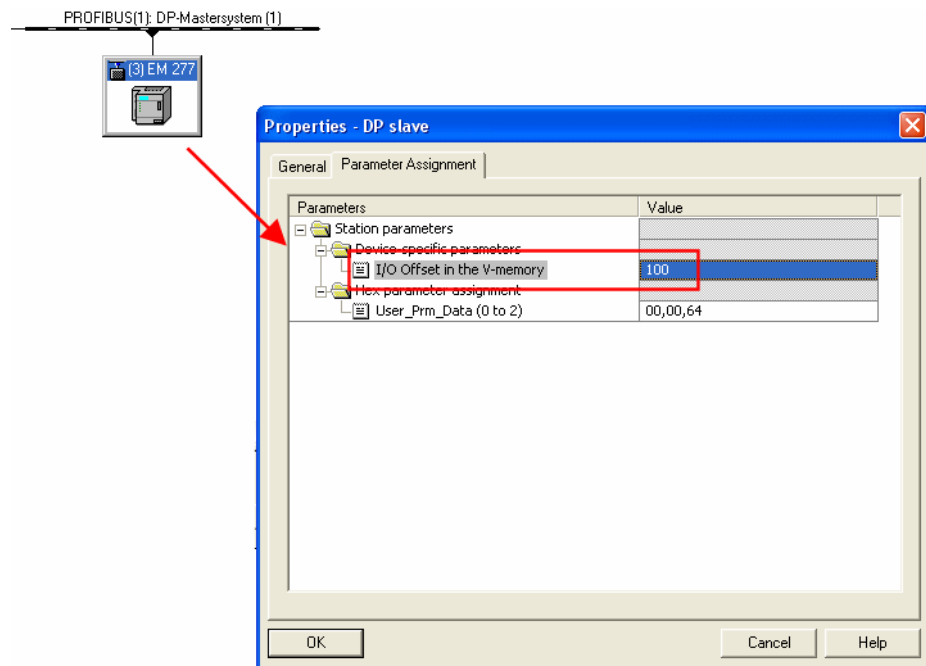 PROFIBUS(1): DP-Mastersystem (1)
(3) EM 277
Properties - DP slave
General Parameter Assignment
Parameters Value
Station parameters
Device-specific parameters
I/O Offset in the V-memory 100
Hex parameter assignment
User_Prm_Data (0 to 2) 00,00,64
OK Cancel Help